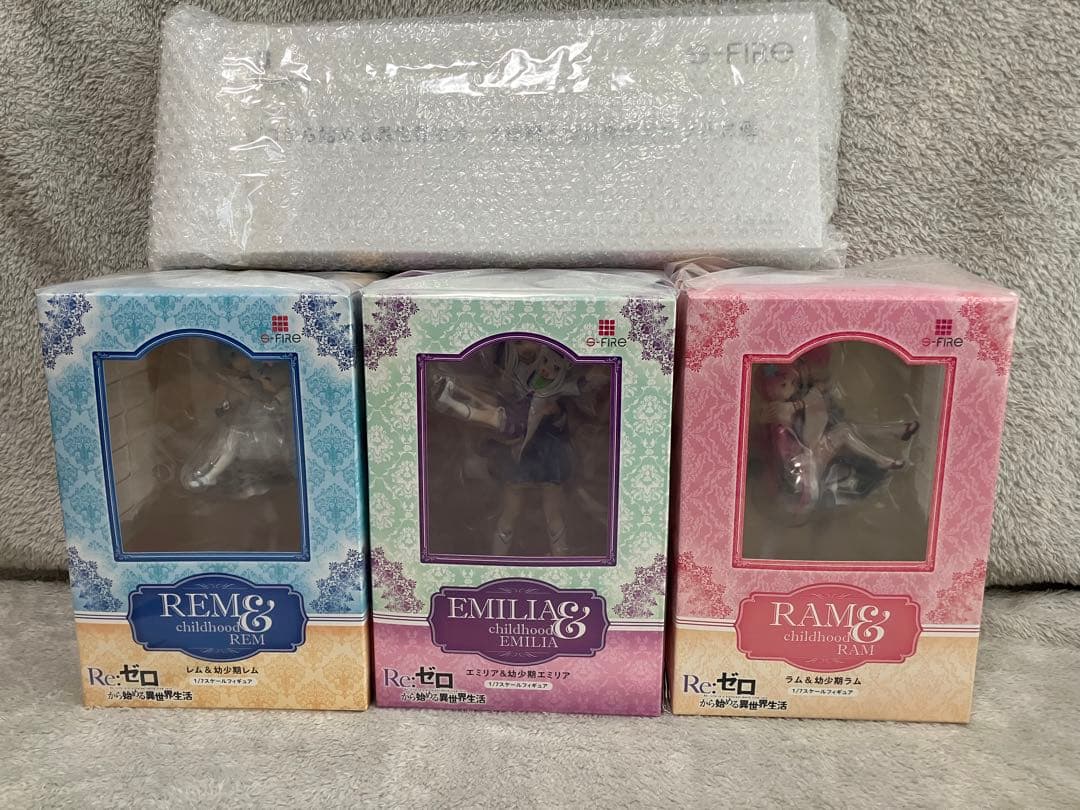 S-FIRE
S-FIRE
REM &
childhood
REM
Re:ゼロ
から始める異世界生活
レム&幼少期レム
1/7スケールフィギュア
S-FIRE
EMILIA &
childhood
EMILIA
Re:ゼロ
から始める異世界生活
エミリア&幼少期エミリア
1/7スケールフィギュア
S-FIRE
RAM &
childhood
RAM
Re:ゼロ
から始める異世界生活
ラム&幼少期ラム
1/7スケールフィギュア